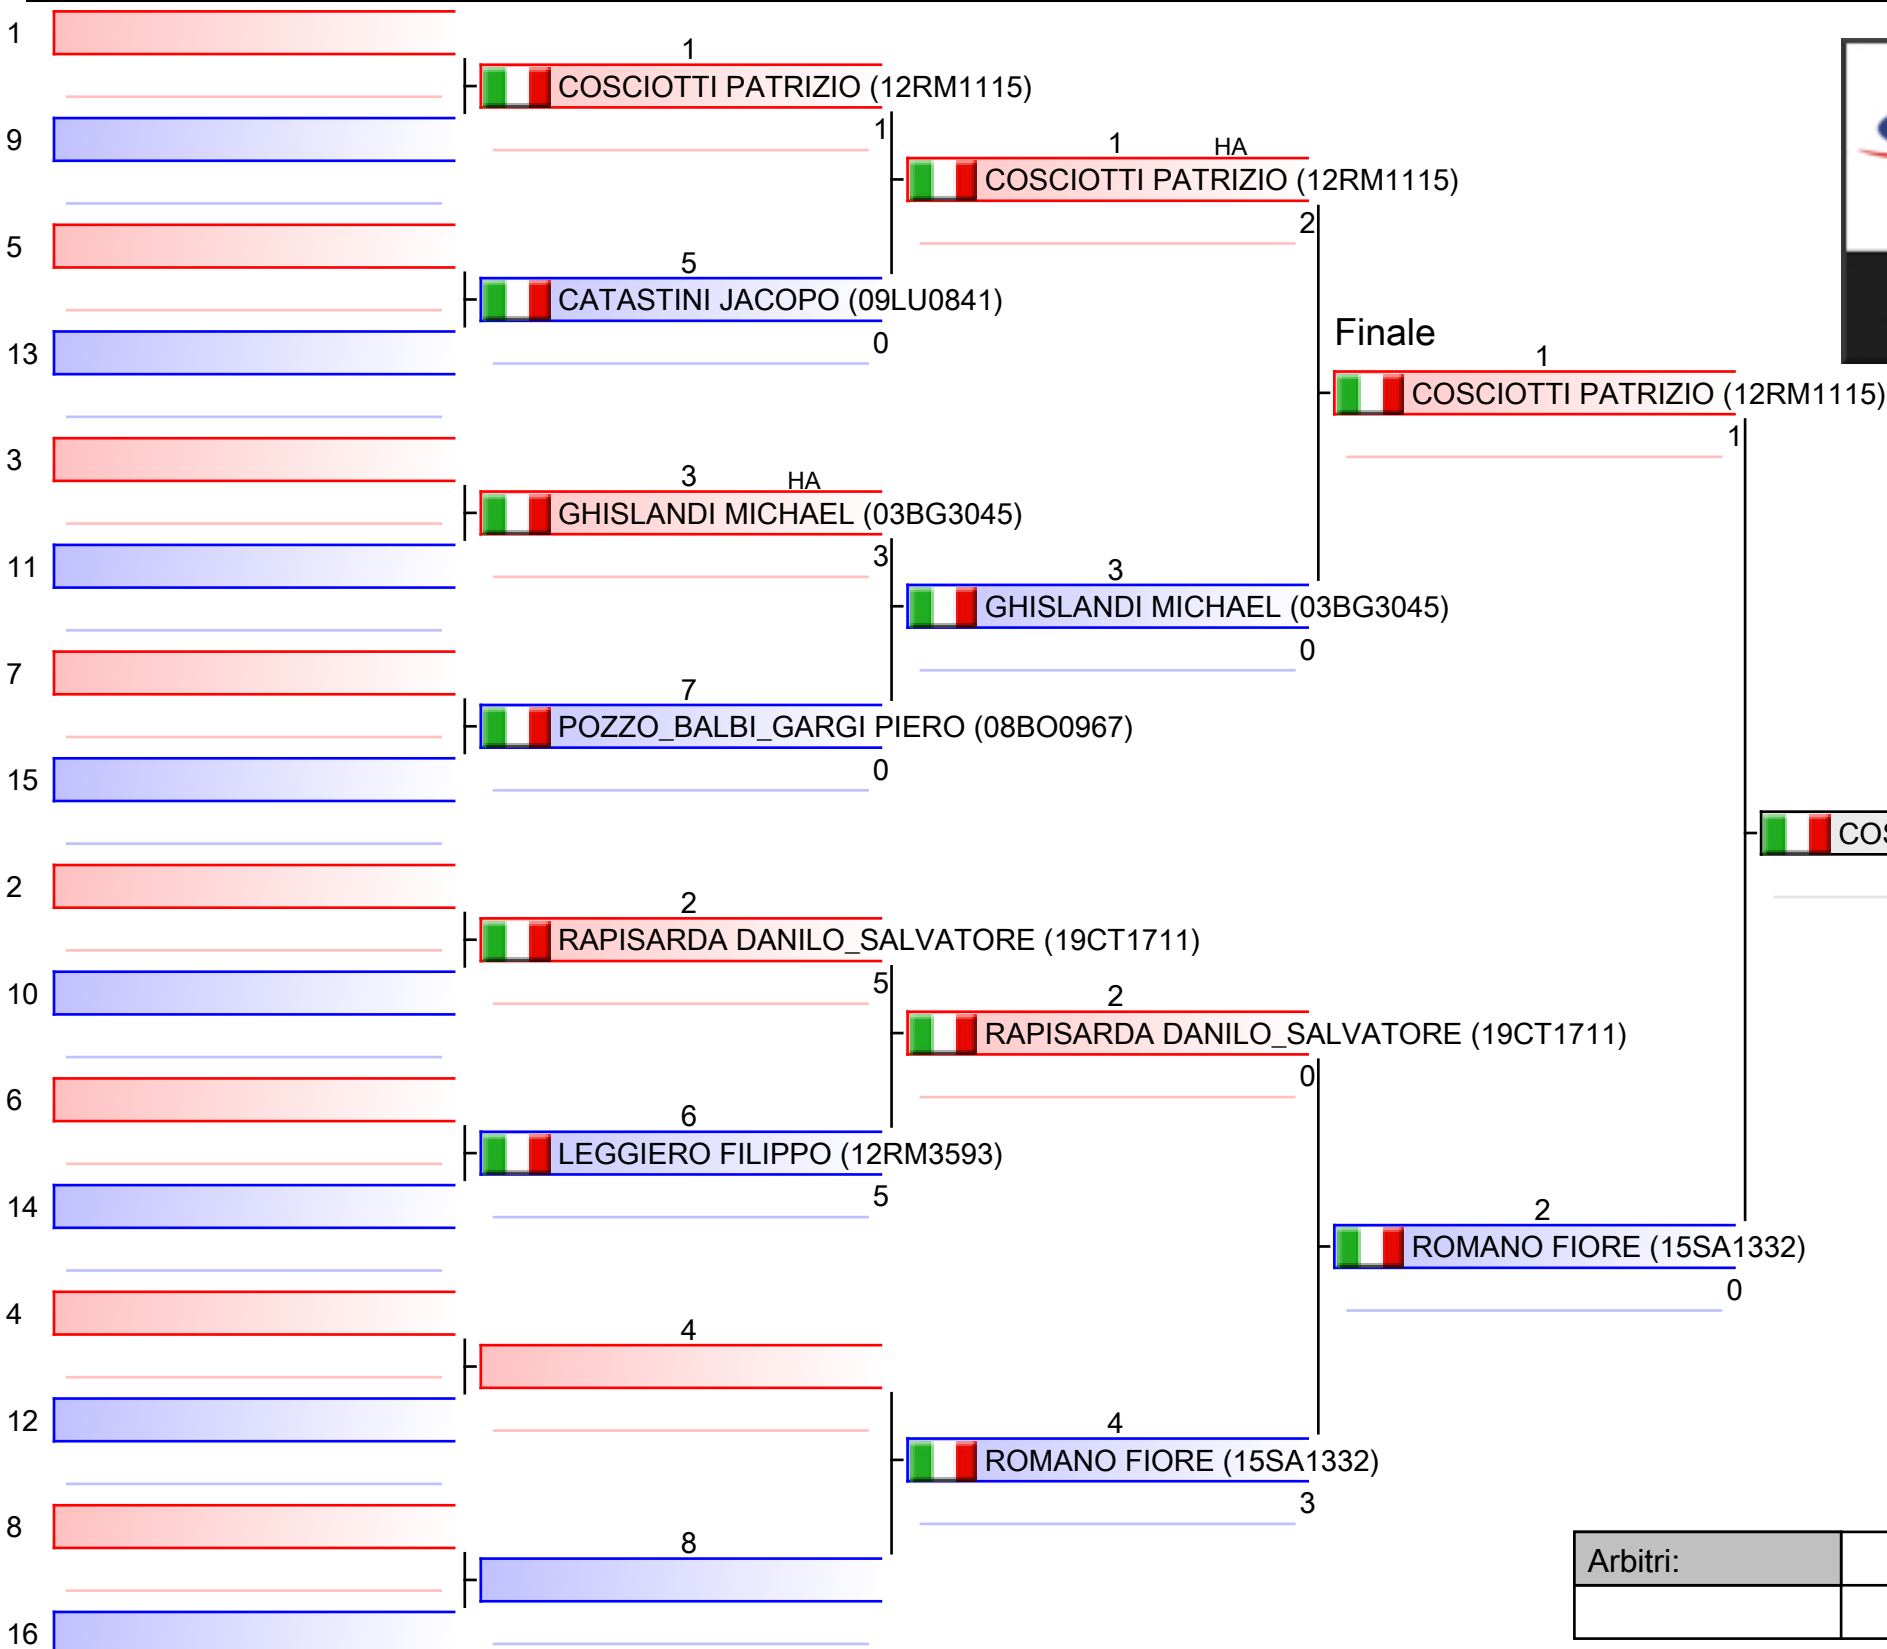 1
9
5
13
3
11
7
15
2
10
6
14
4
12
8
16
1
COSCIOTTI PATRIZIO (12RM1115)
1
5
CATASTINI JACOPO (09LU0841)
0
3 HA
GHISLANDI MICHAEL (03BG3045)
3
7
POZZO_BALBI_GARGI PIERO (08BO0967)
0
2
RAPISARDA DANILO_SALVATORE (19CT1711)
5
6
LEGGIERO FILIPPO (12RM3593)
5
4
8
1 HA
COSCIOTTI PATRIZIO (12RM1115)
2
3
GHISLANDI MICHAEL (03BG3045)
0
2
RAPISARDA DANILO_SALVATORE (19CT1711)
0
4
ROMANO FIORE (15SA1332)
3
Finale
1
COSCIOTTI PATRIZIO (12RM1115)
1
2
ROMANO FIORE (15SA1332)
0
Arbitri: